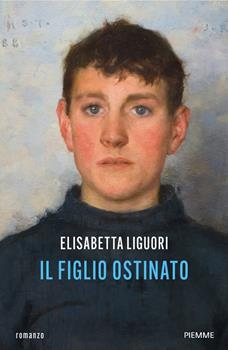 ELISABETTA LIGUORI
IL FIGLIO OSTINATO
romanzo
PIEMME